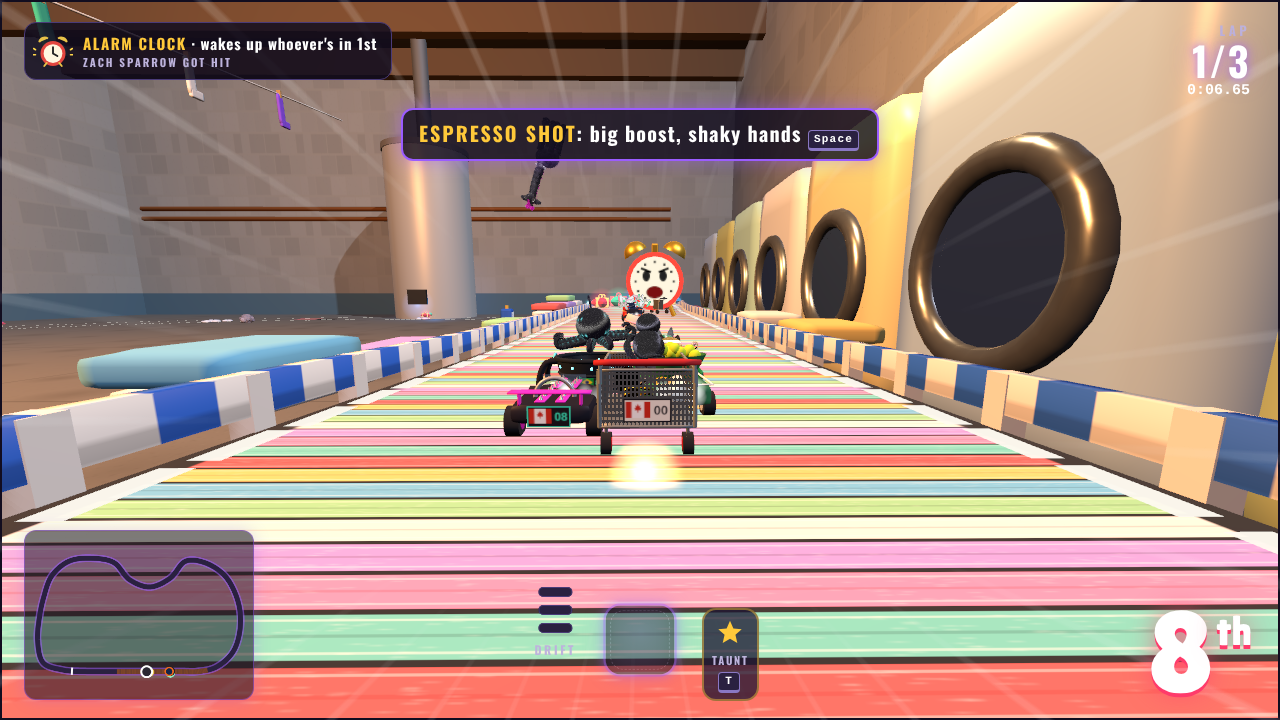 ALARM CLOCK · wakes up whoever's in 1st
ZACH SPARROW GOT HIT
LAP
1/3
0:06.65
ESPRESSO SHOT: big boost, shaky hands Space
08
00
DRIFT
TAUNT
T
8th